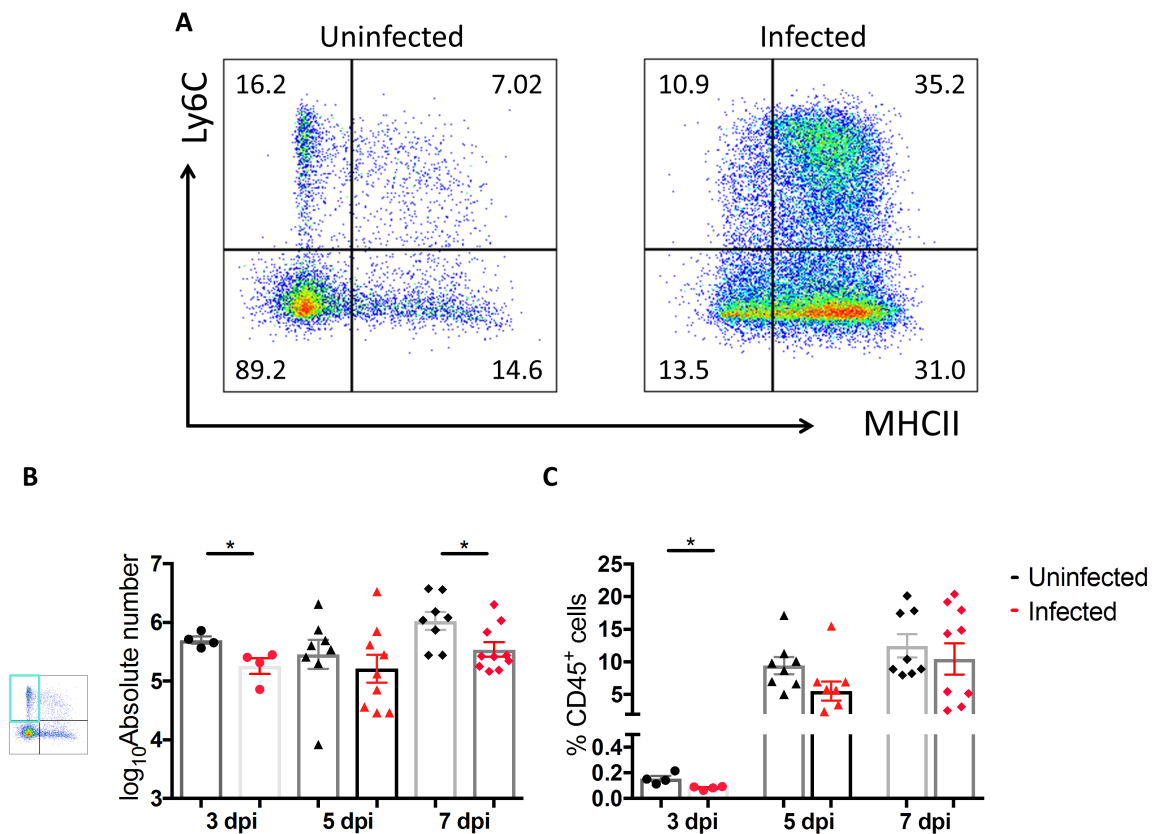 A
Uninfected Infected
Ly6C
16.2 7.02 10.9 35.2
89.2 14.6 13.5 31.0
MHCII
B
log10Absolute number
* *
7
6
5
4
3
3 dpi 5 dpi 7 dpi
C
% CD45+ cells
*
25
20
15
10
5
0.4
0.2
0.0
3 dpi 5 dpi 7 dpi
Uninfected
Infected